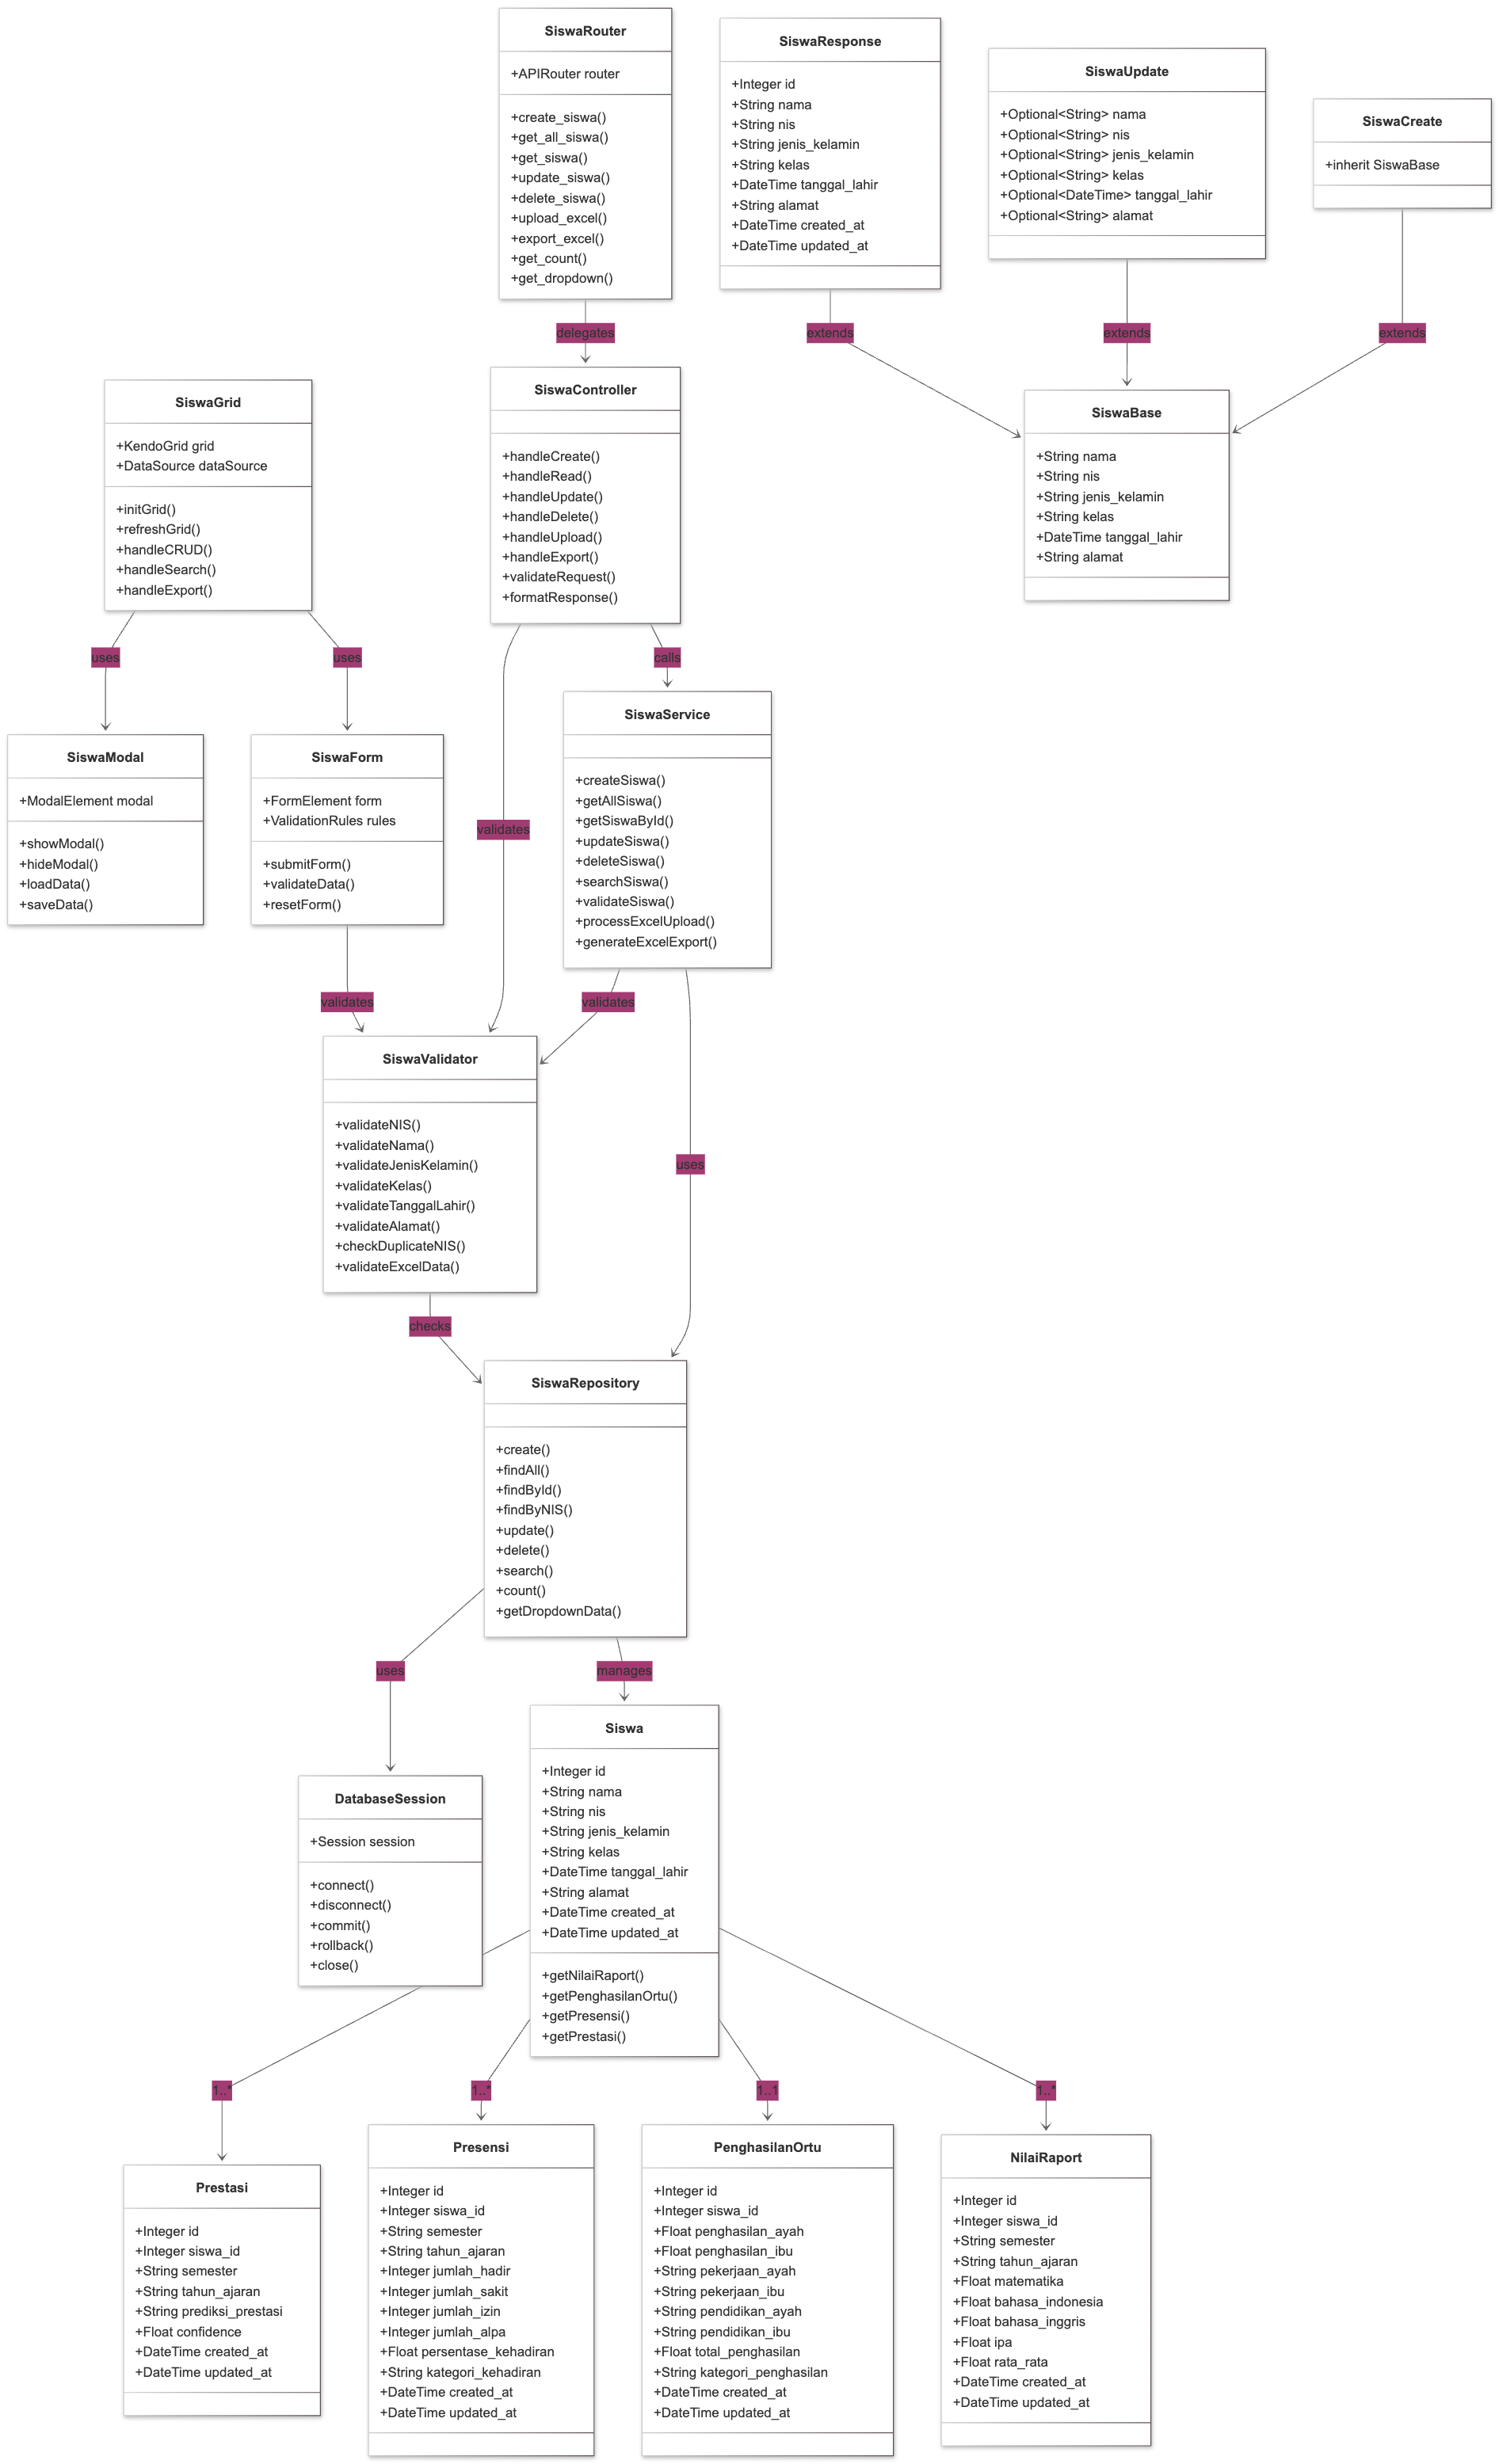 SiswaRouter
+APIRouter router
+create_siswa()
+get_all_siswa()
+get_siswa()
+update_siswa()
+delete_siswa()
+upload_excel()
+export_excel()
+get_count()
+get_dropdown()
SiswaResponse
+Integer id
+String nama
+String nis
+String jenis_kelamin
+String kelas
+DateTime tanggal_lahir
+String alamat
+DateTime created_at
+DateTime updated_at
SiswaUpdate
+Optional<String> nama
+Optional<String> nis
+Optional<String> jenis_kelamin
+Optional<String> kelas
+Optional<DateTime> tanggal_lahir
+Optional<String> alamat
SiswaCreate
+inherit SiswaBase
delegates
extends
extends
extends
SiswaGrid
+KendoGrid grid
+DataSource dataSource
+initGrid()
+refreshGrid()
+handleCRUD()
+handleSearch()
+handleExport()
SiswaController
+handleCreate()
+handleRead()
+handleUpdate()
+handleDelete()
+handleUpload()
+handleExport()
+validateRequest()
+formatResponse()
SiswaBase
+String nama
+String nis
+String jenis_kelamin
+String kelas
+DateTime tanggal_lahir
+String alamat
uses
uses
calls
SiswaModal
+ModalElement modal
+showModal()
+hideModal()
+loadData()
+saveData()
SiswaForm
+FormElement form
+ValidationRules rules
+submitForm()
+validateData()
+resetForm()
validates
SiswaService
+createSiswa()
+getAllSiswa()
+getSiswaById()
+updateSiswa()
+deleteSiswa()
+searchSiswa()
+validateSiswa()
+processExcelUpload()
+generateExcelExport()
validates
validates
SiswaValidator
+validateNIS()
+validateNama()
+validateJenisKelamin()
+validateKelas()
+validateTanggalLahir()
+validateAlamat()
+checkDuplicateNIS()
+validateExcelData()
uses
checks
SiswaRepository
+create()
+findAll()
+findById()
+findByNIS()
+update()
+delete()
+search()
+count()
+getDropdownData()
uses
manages
DatabaseSession
+Session session
+connect()
+disconnect()
+commit()
+rollback()
+close()
Siswa
+Integer id
+String nama
+String nis
+String jenis_kelamin
+String kelas
+DateTime tanggal_lahir
+String alamat
+DateTime created_at
+DateTime updated_at
+getNilaiRaport()
+getPenghasilanOrtu()
+getPresensi()
+getPrestasi()
1..*
1..*
1..1
1..*
Prestasi
+Integer id
+Integer siswa_id
+String semester
+String tahun_ajaran
+String prediksi_prestasi
+Float confidence
+DateTime created_at
+DateTime updated_at
Presensi
+Integer id
+Integer siswa_id
+String semester
+String tahun_ajaran
+Integer jumlah_hadir
+Integer jumlah_sakit
+Integer jumlah_izin
+Integer jumlah_alpa
+Float persentase_kehadiran
+String kategori_kehadiran
+DateTime created_at
+DateTime updated_at
PenghasilanOrtu
+Integer id
+Integer siswa_id
+Float penghasilan_ayah
+Float penghasilan_ibu
+String pekerjaan_ayah
+String pekerjaan_ibu
+String pendidikan_ayah
+String pendidikan_ibu
+Float total_penghasilan
+String kategori_penghasilan
+DateTime created_at
+DateTime updated_at
NilaiRaport
+Integer id
+Integer siswa_id
+String semester
+String tahun_ajaran
+Float matematika
+Float bahasa_indonesia
+Float bahasa_inggris
+Float ipa
+Float rata_rata
+DateTime created_at
+DateTime updated_at